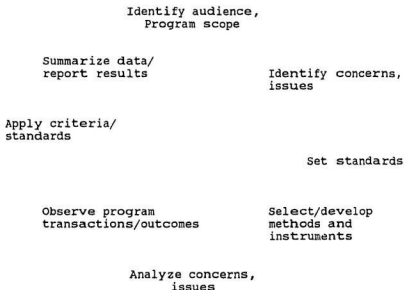 Identify audience,
Program scope
Summarize data/
report results
Identify concerns,
issues
Apply criteria/
standards
Set standards
Observe program
transactions/outcomes
Select/develop
methods and
instruments
Analyze concerns,
issues